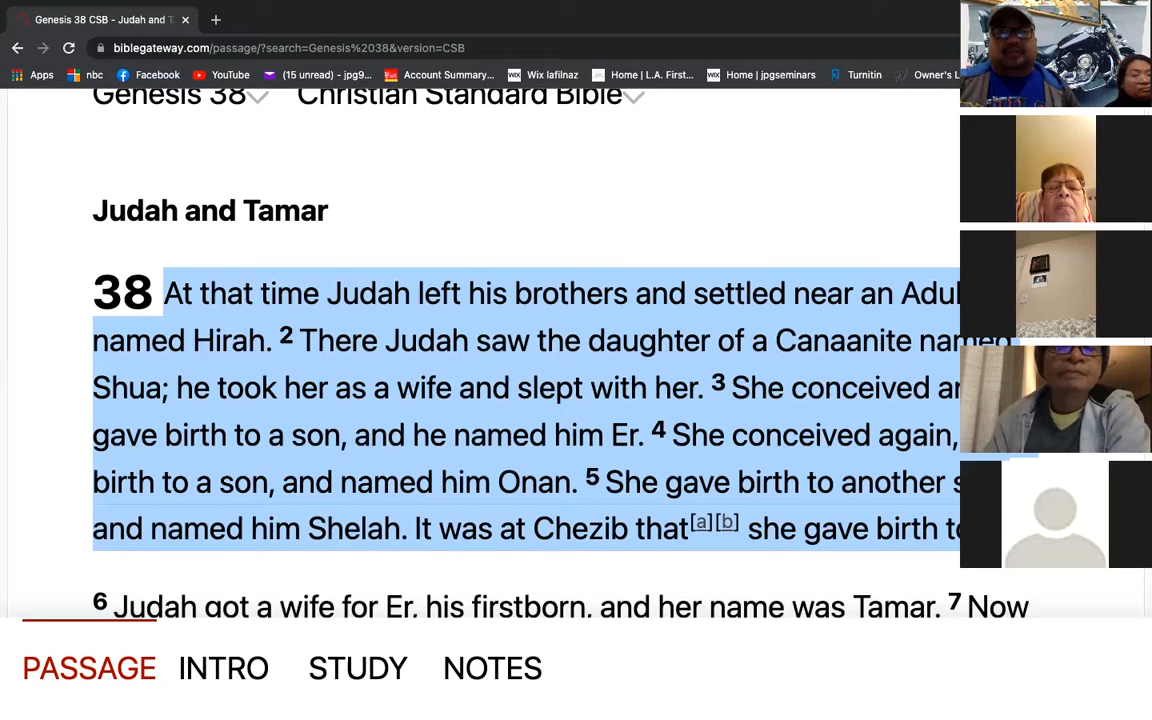 Genesis 38 CSB - Judah and T
biblegateway.com/passage/?search=Genesis%2038&version=CSB
Apps nbc Facebook YouTube (15 unread) - jpg9... Account Summary... Wix lafilnaz Home | L.A. First... Home | jpgseminars Turnitin Owner's L
Genesis 38 Christian Standard Bible
Judah and Tamar
38 At that time Judah left his brothers and settled near an Adul
named Hirah. 2 There Judah saw the daughter of a Canaanite named
Shua; he took her as a wife and slept with her. 3 She conceived an
gave birth to a son, and he named him Er. 4 She conceived again,
birth to a son, and named him Onan. 5 She gave birth to another s
and named him Shelah. It was at Chezib that[a][b] she gave birth to
6 Judah got a wife for Er, his firstborn, and her name was Tamar. 7 Now
PASSAGE INTRO STUDY NOTES